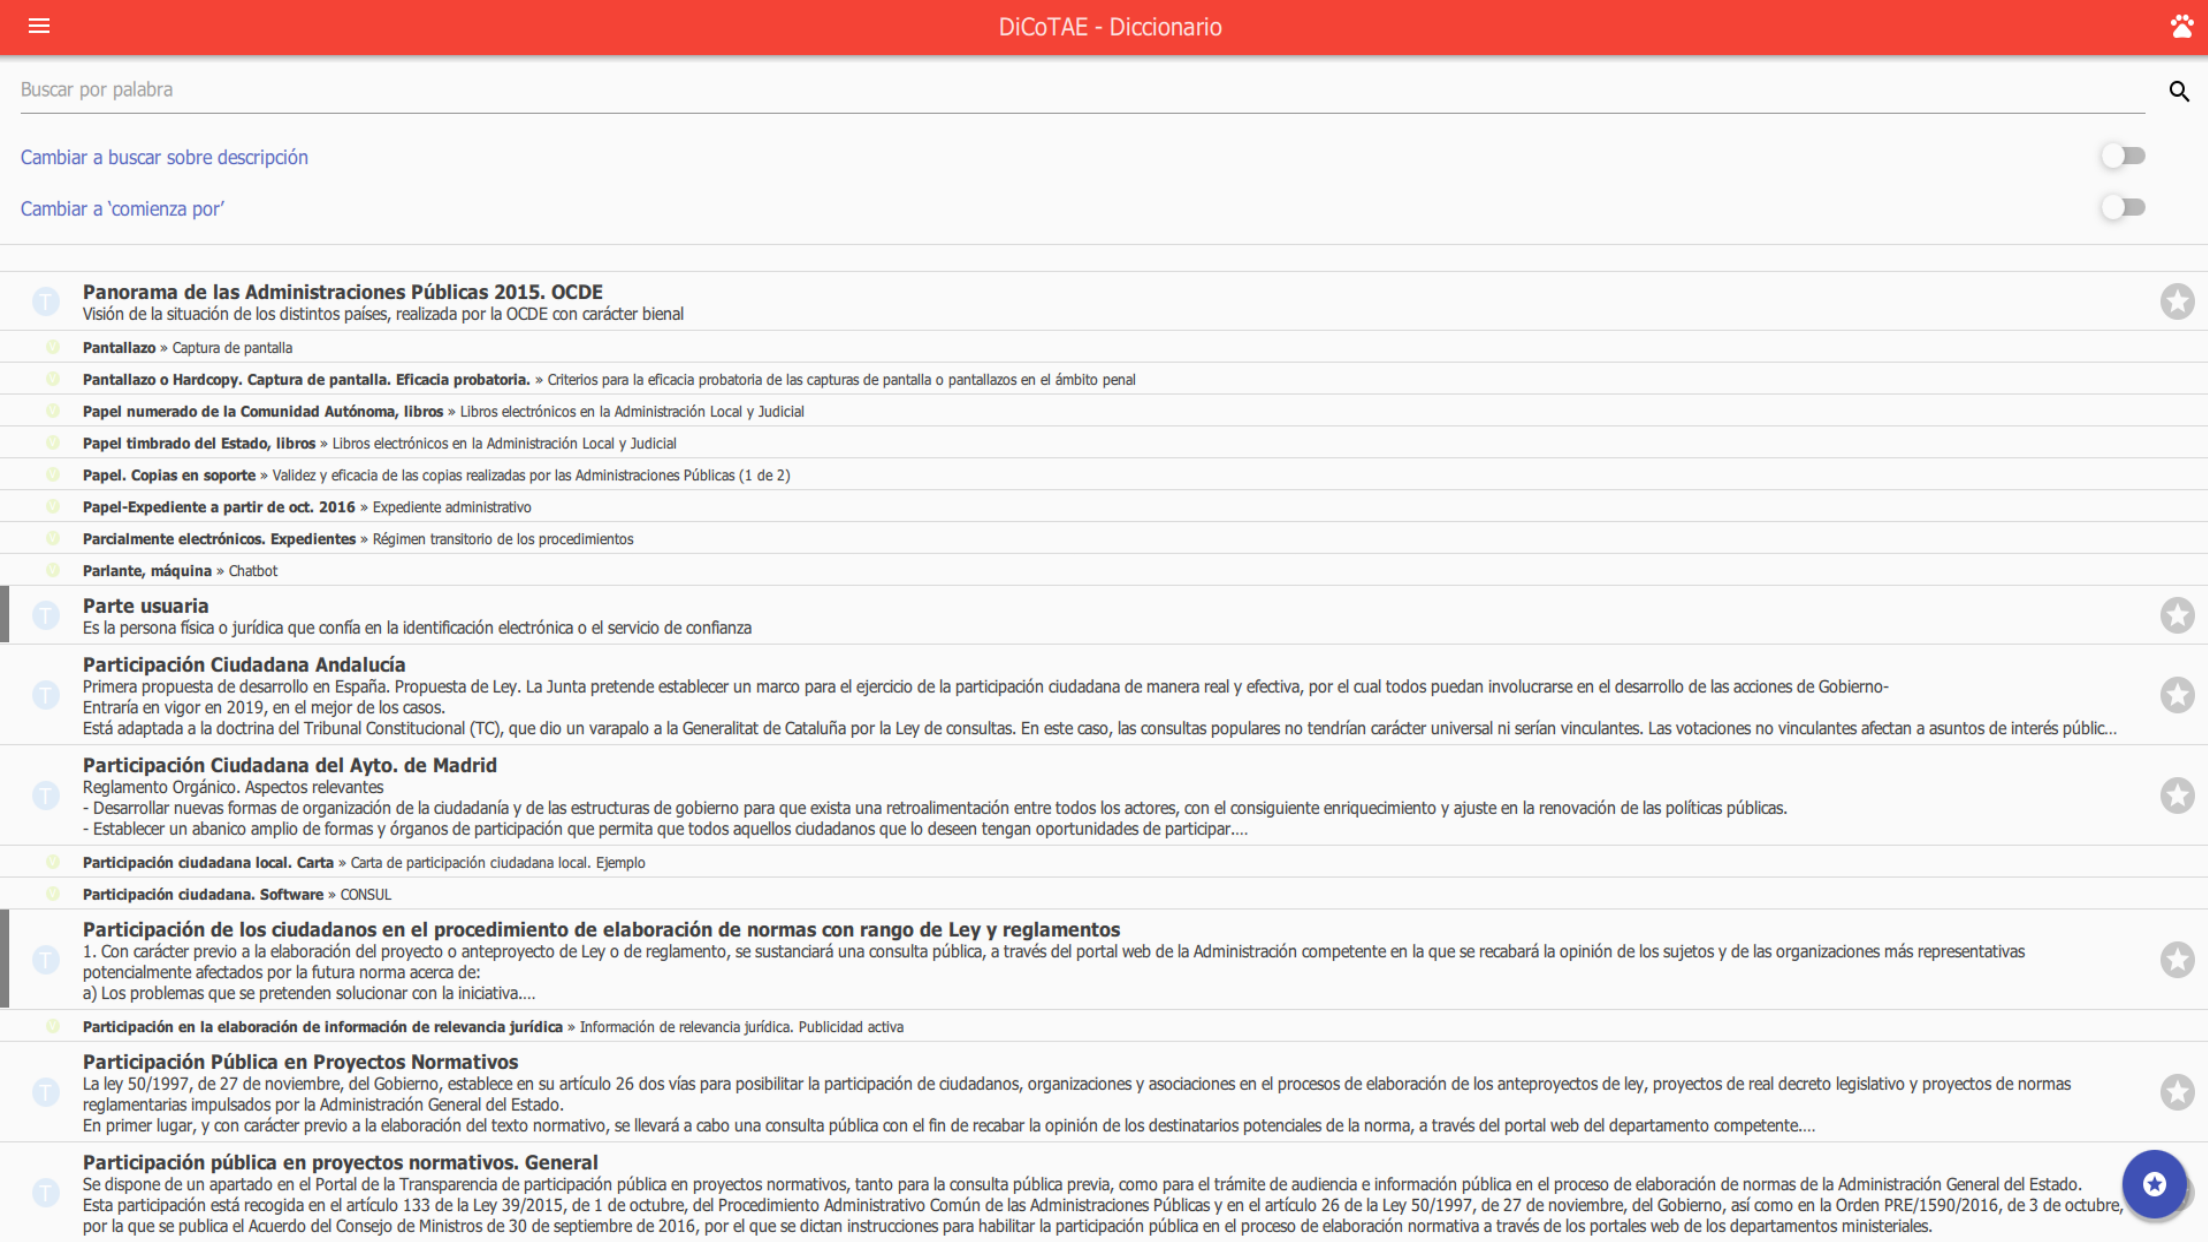 DiCoTAE - Diccionario
Buscar por palabra
Cambiar a buscar sobre descripción
Cambiar a ‘comienza por’
T
Panorama de las Administraciones Públicas 2015. OCDE
Visión de la situación de los distintos países, realizada por la OCDE con carácter bienal
V Pantallazo » Captura de pantalla
V Pantallazo o Hardcopy. Captura de pantalla. Eficacia probatoria. » Criterios para la eficacia probatoria de las capturas de pantalla o pantallazos en el ámbito penal
V Papel numerado de la Comunidad Autónoma, libros » Libros electrónicos en la Administración Local y Judicial
V Papel timbrado del Estado, libros » Libros electrónicos en la Administración Local y Judicial
V Papel. Copias en soporte » Validez y eficacia de las copias realizadas por las Administraciones Públicas (1 de 2)
V Papel-Expediente a partir de oct. 2016 » Expediente administrativo
V Parcialmente electrónicos. Expedientes » Régimen transitorio de los procedimientos
V Parlante, máquina » Chatbot
T
Parte usuaria
Es la persona física o jurídica que confía en la identificación electrónica o el servicio de confianza
T
Participación Ciudadana Andalucía
Primera propuesta de desarrollo en España. Propuesta de Ley. La Junta pretende establecer un marco para el ejercicio de la participación ciudadana de manera real y efectiva, por el cual todos puedan involucrarse en el desarrollo de las acciones de Gobierno-
Entraría en vigor en 2019, en el mejor de los casos.
Está adaptada a la doctrina del Tribunal Constitucional (TC), que dio un varapalo a la Generalitat de Cataluña por la Ley de consultas. En este caso, las consultas populares no tendrían carácter universal ni serían vinculantes. Las votaciones no vinculantes afectan a asuntos de interés públic...
T
Participación Ciudadana del Ayto. de Madrid
Reglamento Orgánico. Aspectos relevantes
- Desarrollar nuevas formas de organización de la ciudadanía y de las estructuras de gobierno para que exista una retroalimentación entre todos los actores, con el consiguiente enriquecimiento y ajuste en la renovación de las políticas públicas.
- Establecer un abanico amplio de formas y órganos de participación que permita que todos aquellos ciudadanos que lo deseen tengan oportunidades de participar....
V Participación ciudadana local. Carta » Carta de participación ciudadana local. Ejemplo
V Participación ciudadana. Software » CONSUL
T
Participación de los ciudadanos en el procedimiento de elaboración de normas con rango de Ley y reglamentos
1. Con carácter previo a la elaboración del proyecto o anteproyecto de Ley o de reglamento, se sustanciará una consulta pública, a través del portal web de la Administración competente en la que se recabará la opinión de los sujetos y de las organizaciones más representativas
potencialmente afectados por la futura norma acerca de:
a) Los problemas que se pretenden solucionar con la iniciativa....
V Participación en la elaboración de información de relevancia jurídica » Información de relevancia jurídica. Publicidad activa
T
Participación Pública en Proyectos Normativos
La ley 50/1997, de 27 de noviembre, del Gobierno, establece en su artículo 26 dos vías para posibilitar la participación de ciudadanos, organizaciones y asociaciones en el procesos de elaboración de los anteproyectos de ley, proyectos de real decreto legislativo y proyectos de normas
reglamentarias impulsados por la Administración General del Estado.
En primer lugar, y con carácter previo a la elaboración del texto normativo, se llevará a cabo una consulta pública con el fin de recabar la opinión de los destinatarios potenciales de la norma, a través del portal web del departamento competente....
T
Participación pública en proyectos normativos. General
Se dispone de un apartado en el Portal de la Transparencia de participación pública en proyectos normativos, tanto para la consulta pública previa, como para el trámite de audiencia e información pública en el proceso de elaboración de normas de la Administración General del Estado.
Esta participación está recogida en el artículo 133 de la Ley 39/2015, de 1 de octubre, del Procedimiento Administrativo Común de las Administraciones Públicas y en el artículo 26 de la Ley 50/1997, de 27 de noviembre, del Gobierno, así como en la Orden PRE/1590/2016, de 3 de octubre,
por la que se publica el Acuerdo del Consejo de Ministros de 30 de septiembre de 2016, por el que se dictan instrucciones para habilitar la participación pública en el proceso de elaboración normativa a través de los portales web de los departamentos ministeriales.